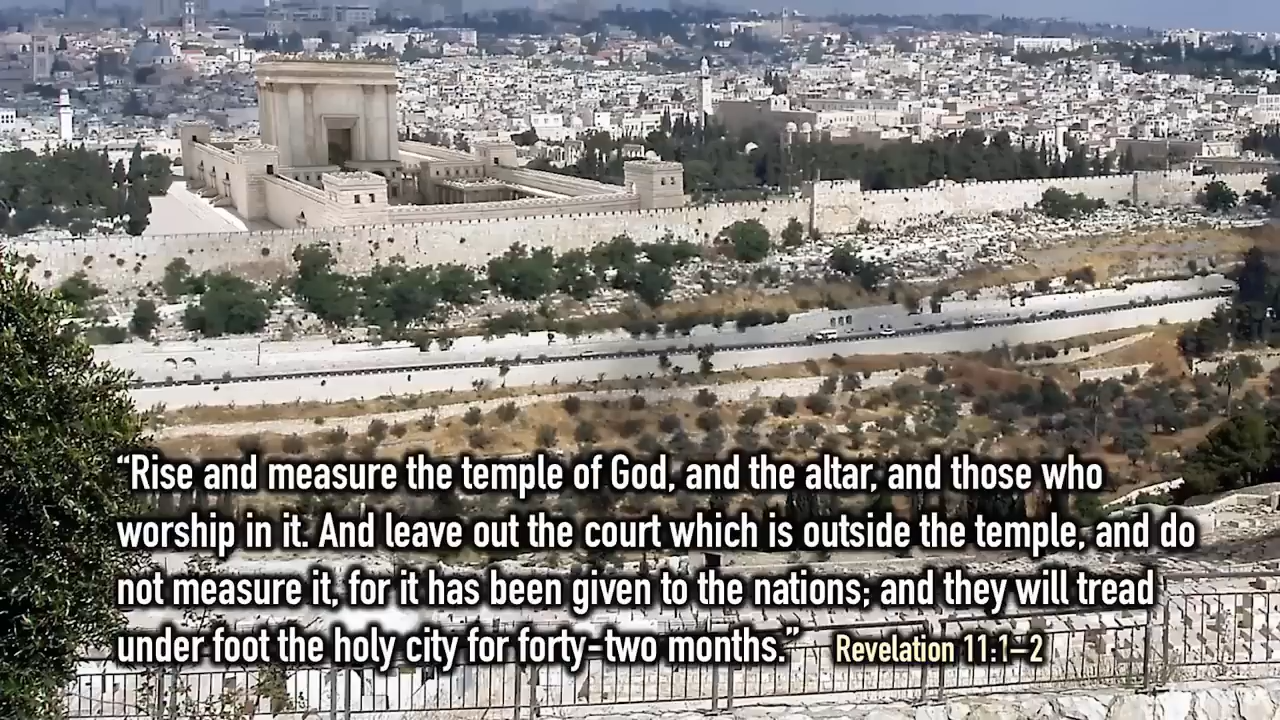 “Rise and measure the temple of God, and the altar, and those who
worship in it. And leave out the court which is outside the temple, and do
not measure it, for it has been given to the nations; and they will tread
under foot the holy city for forty-two months.” Revelation 11:1–2